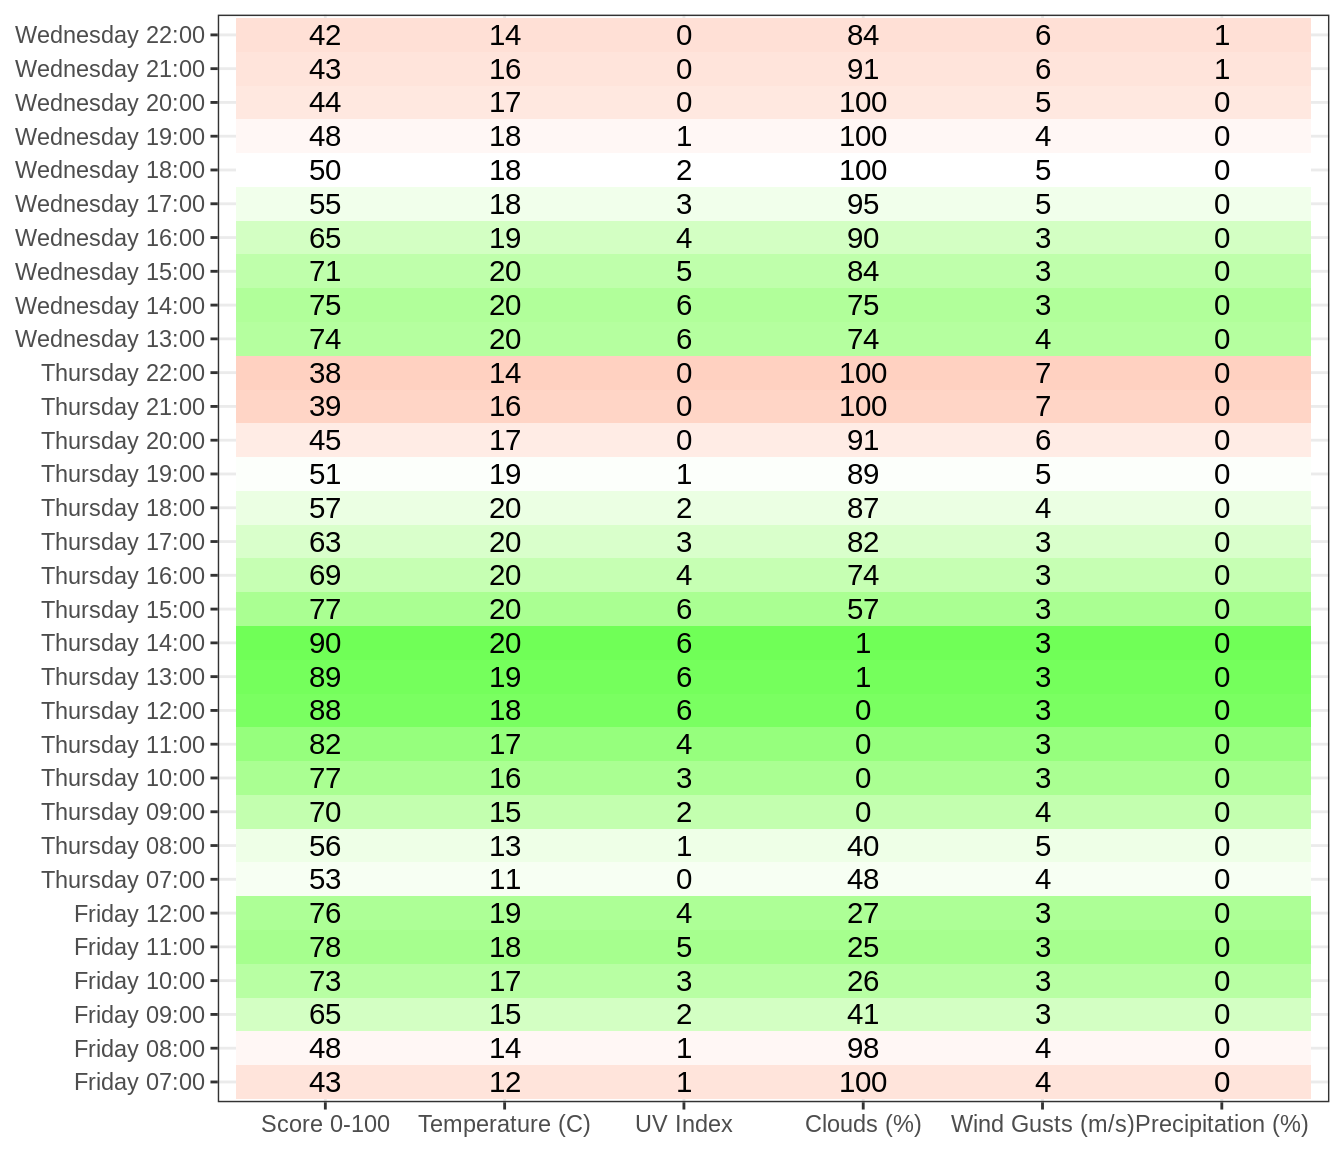 Wednesday 22:00 42 14 0 84 6 1
Wednesday 21:00 43 16 0 91 6 1
Wednesday 20:00 44 17 0 100 5 0
Wednesday 19:00 48 18 1 100 4 0
Wednesday 18:00 50 18 2 100 5 0
Wednesday 17:00 55 18 3 95 5 0
Wednesday 16:00 65 19 4 90 3 0
Wednesday 15:00 71 20 5 84 3 0
Wednesday 14:00 75 20 6 75 3 0
Wednesday 13:00 74 20 6 74 4 0
Thursday 22:00 38 14 0 100 7 0
Thursday 21:00 39 16 0 100 7 0
Thursday 20:00 45 17 0 91 6 0
Thursday 19:00 51 19 1 89 5 0
Thursday 18:00 57 20 2 87 4 0
Thursday 17:00 63 20 3 82 3 0
Thursday 16:00 69 20 4 74 3 0
Thursday 15:00 77 20 6 57 3 0
Thursday 14:00 90 20 6 1 3 0
Thursday 13:00 89 19 6 1 3 0
Thursday 12:00 88 18 6 0 3 0
Thursday 11:00 82 17 4 0 3 0
Thursday 10:00 77 16 3 0 3 0
Thursday 09:00 70 15 2 0 4 0
Thursday 08:00 56 13 1 40 5 0
Thursday 07:00 53 11 0 48 4 0
Friday 12:00 76 19 4 27 3 0
Friday 11:00 78 18 5 25 3 0
Friday 10:00 73 17 3 26 3 0
Friday 09:00 65 15 2 41 3 0
Friday 08:00 48 14 1 98 4 0
Friday 07:00 43 12 1 100 4 0
Score 0-100 Temperature (C) UV Index Clouds (%) Wind Gusts (m/s) Precipitation (%)